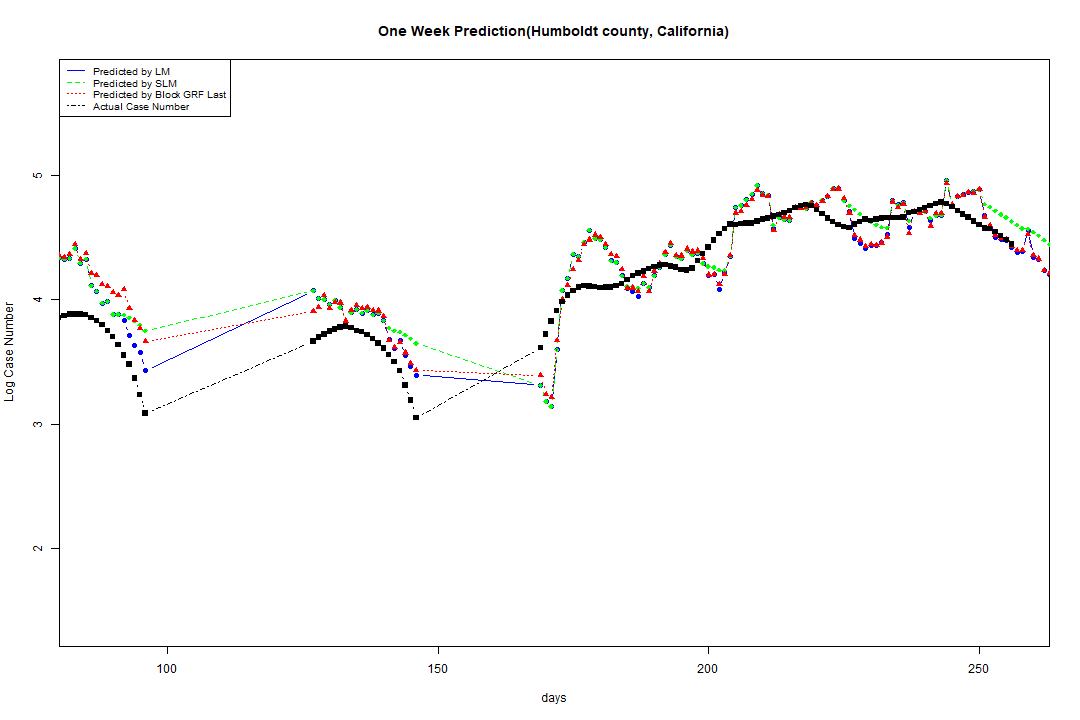 One Week Prediction(Humboldt county, California)
Predicted by LM
Predicted by SLM
Predicted by Block GRF Last
Actual Case Number
5
4
3
2
Log Case Number
100 150 200 250
days